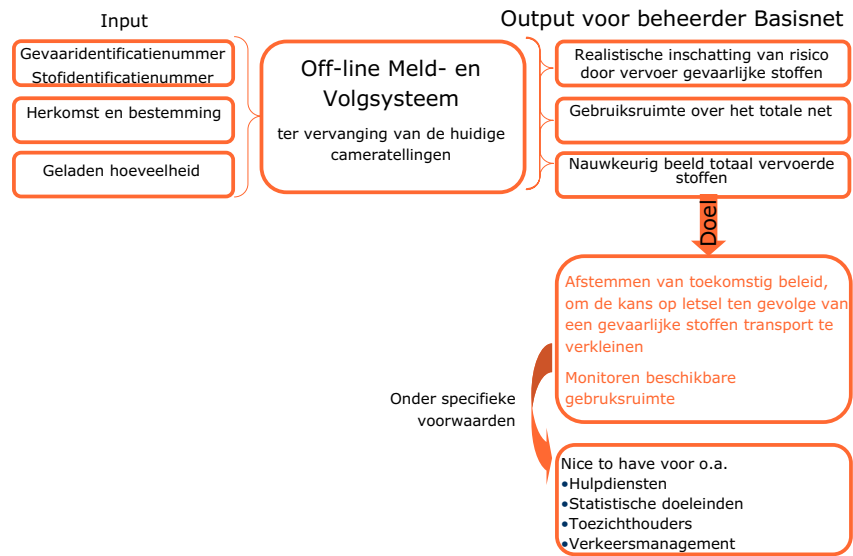 Input
Gevaaridentificatienummer
Stofidentificatienummer
Herkomst en bestemming
Geladen hoeveelheid
Off-line Meld- en
Volgsysteem
ter vervanging van de huidige
cameratellingen
Output voor beheerder Basisnet
Realistische inschatting van risico
door vervoer gevaarlijke stoffen
Gebruiksruimte over het totale net
Nauwkeurig beeld totaal vervoerde
stoffen
Doel
Afstemmen van toekomstig beleid,
om de kans op letsel ten gevolge van
een gevaarlijke stoffen transport te
verkleinen
Monitoren beschikbare
gebruksruimte
Onder specifieke
voorwaarden
Nice to have voor o.a.
•Hulpdiensten
•Statistische doeleinden
•Toezichthouders
•Verkeersmanagement